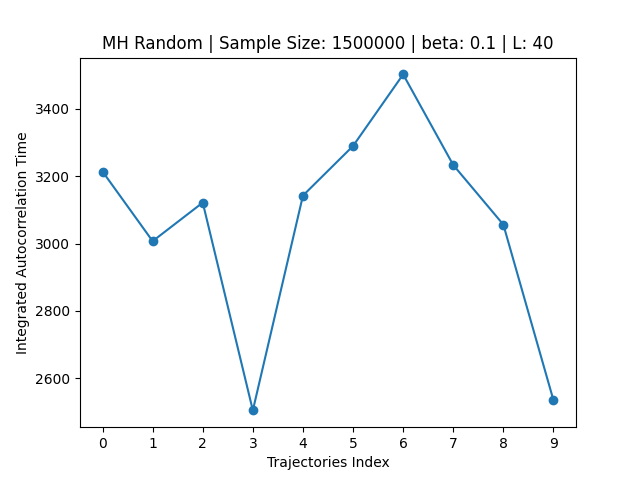 MH Random | Sample Size: 1500000 | beta: 0.1 | L: 40
Integrated Autocorrelation Time
3400
3200
3000
2800
2600
0 1 2 3 4 5 6 7 8 9
Trajectories Index